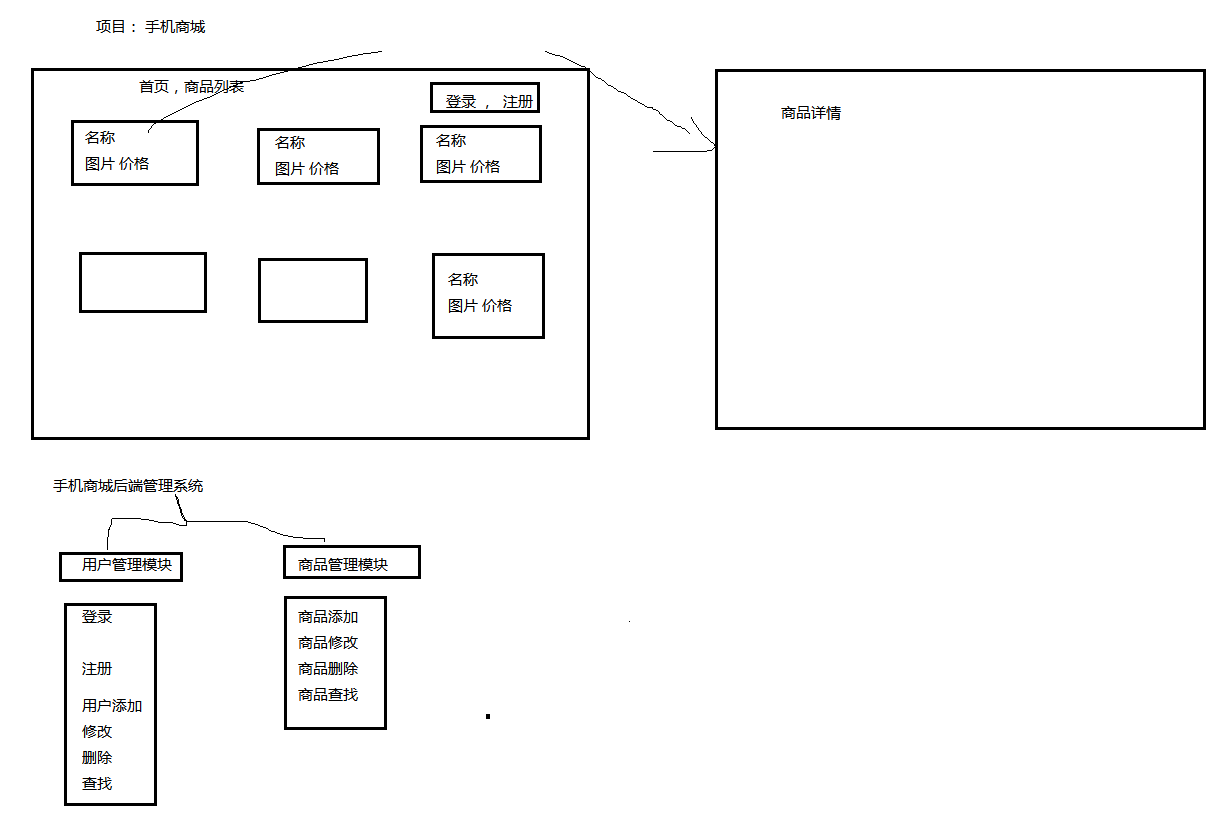 项目： 手机商城
首页，商品列表
登录 ， 注册
名称
图片 价格
名称
图片 价格
名称
图片 价格
名称
图片 价格
商品详情
手机商城后端管理系统
用户管理模块
登录
注册
用户添加
修改
删除
查找
商品管理模块
商品添加
商品修改
商品删除
商品查找